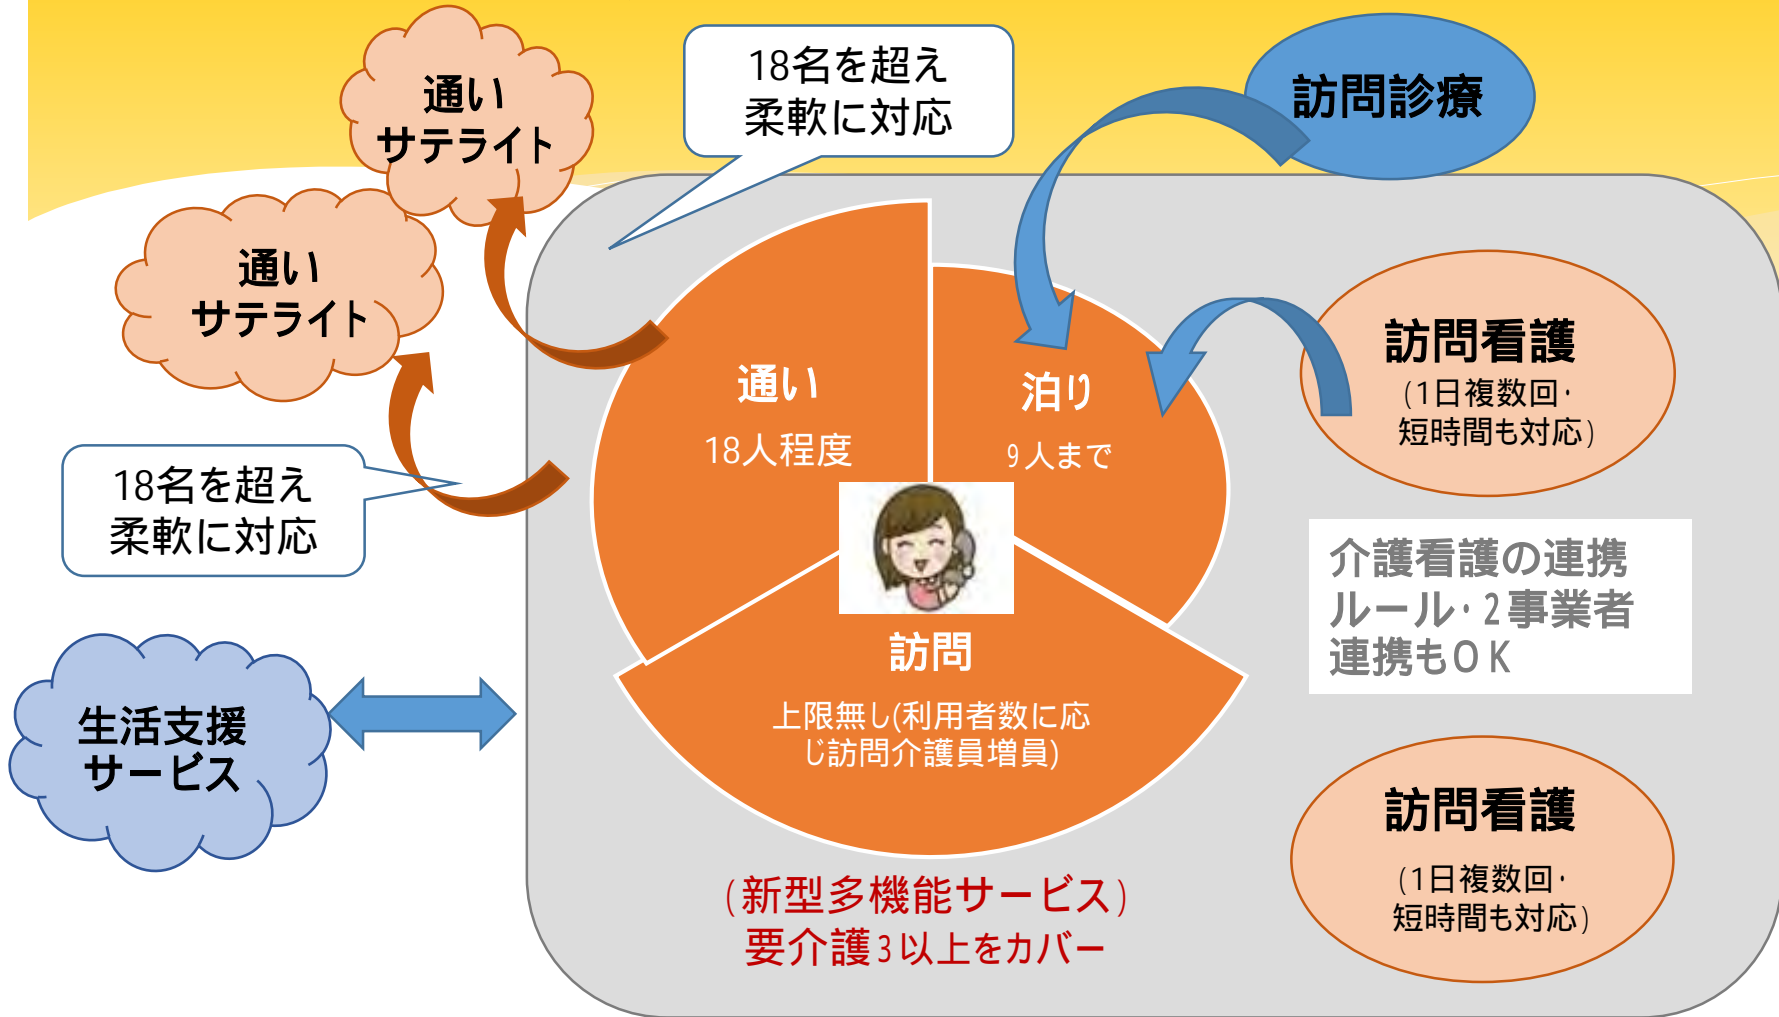 通い
サテライト
18名を超え
柔軟に対応
訪問診療
通い
サテライト
通い
18人程度
泊り
9人まで
訪問看護
(1日複数回・
短時間も対応)
18名を超え
柔軟に対応
介護看護の連携
ルール・2事業者
連携もOK
訪問
上限無し(利用者数に応
じ訪問介護員増員)
生活支援
サービス
訪問看護
(1日複数回・
短時間も対応)
(新型多機能サービス)
要介護3以上をカバー